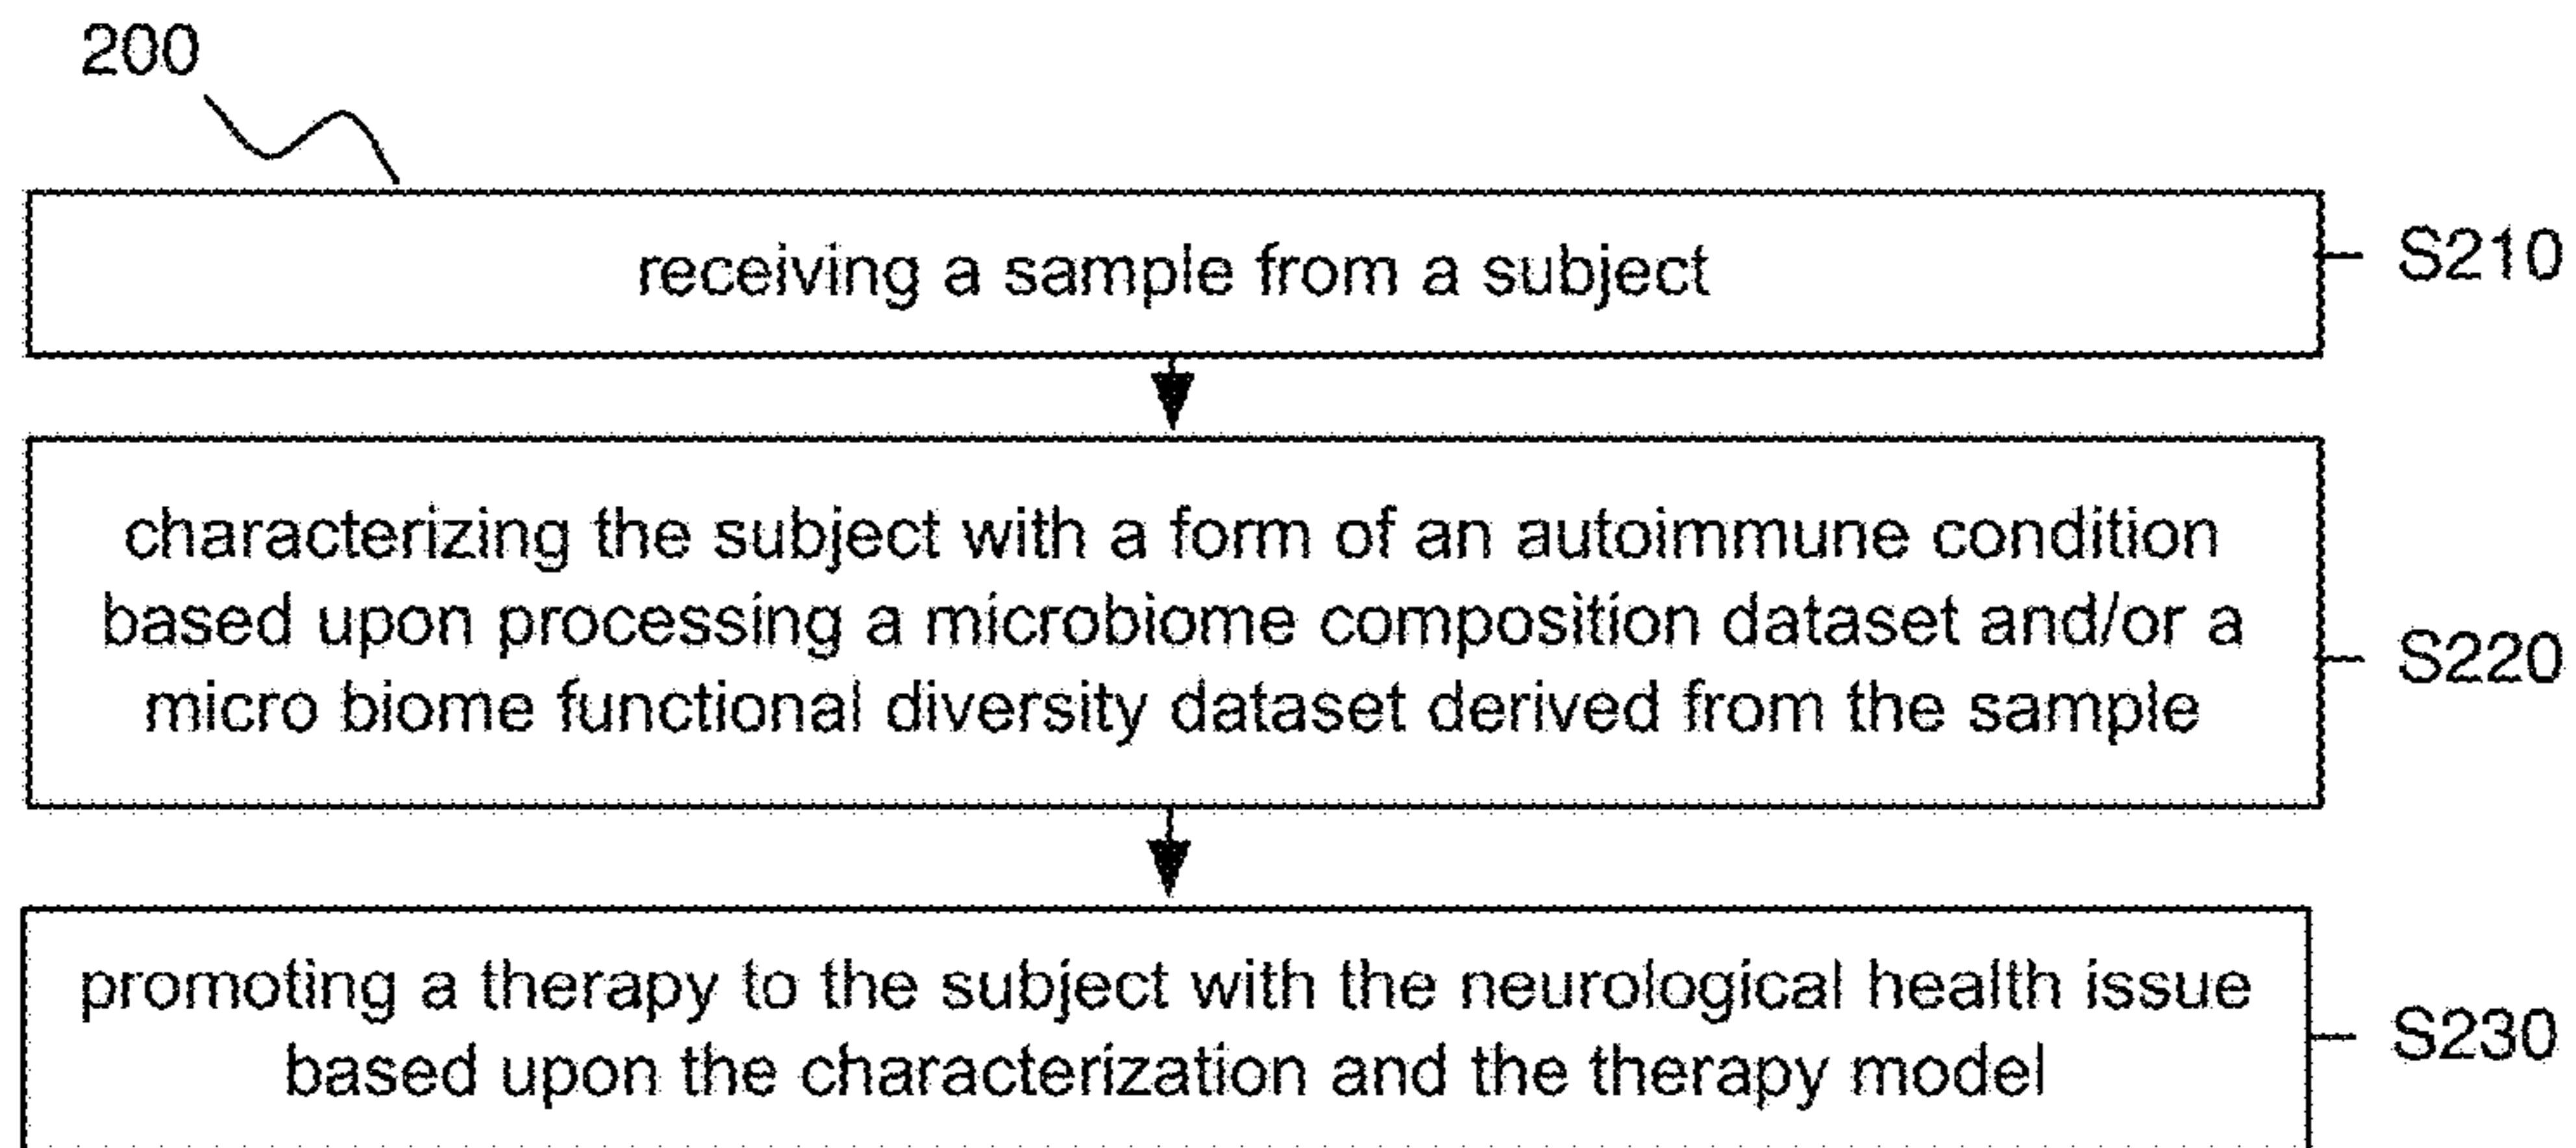 200
receiving a sample from a subject
S210
characterizing the subject with a form of an autoimmune condition
based upon processing a microbiome composition dataset and/or a
micro biome functional diversity dataset derived from the sample
S220
promoting a therapy to the subject with the neurological health issue
based upon the characterization and the therapy model
S230